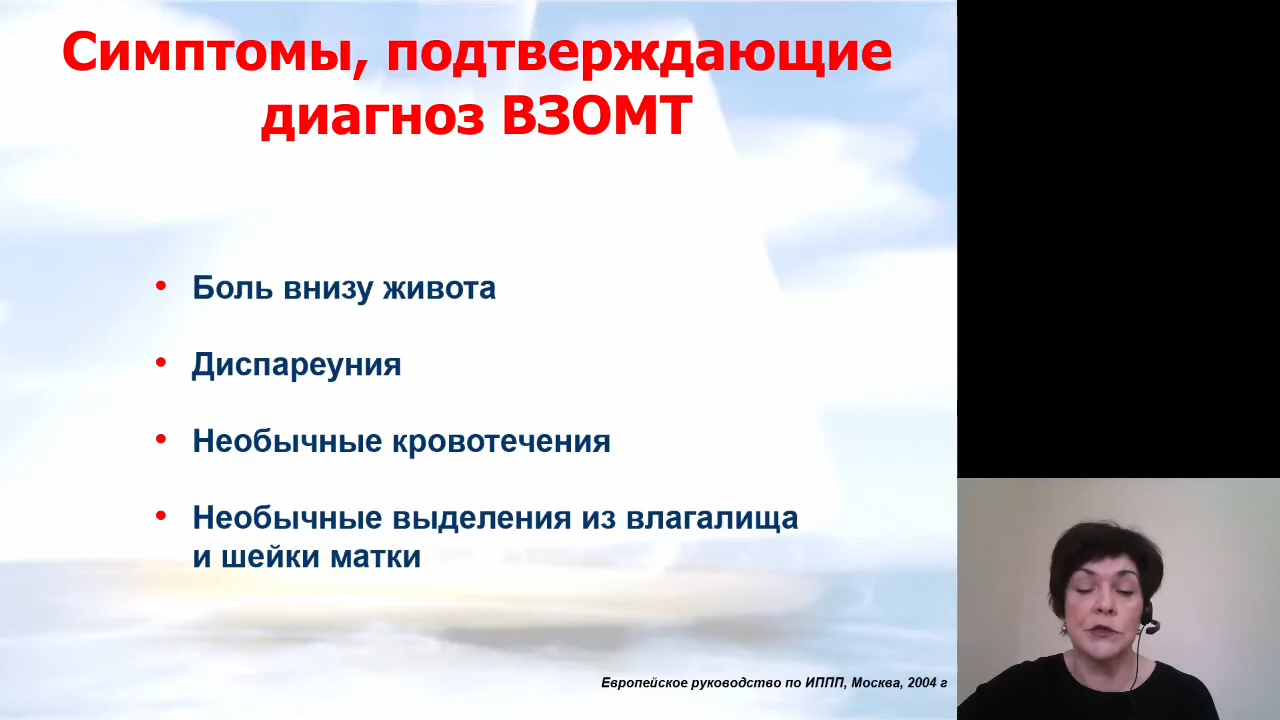 Симптомы, подтверждающие
диагноз ВЗОМТ
• Боль внизу живота
• Диспареуния
• Необычные кровотечения
• Необычные выделения из влагалища
и шейки матки
Европейское руководство по ИППП, Москва, 2004 г